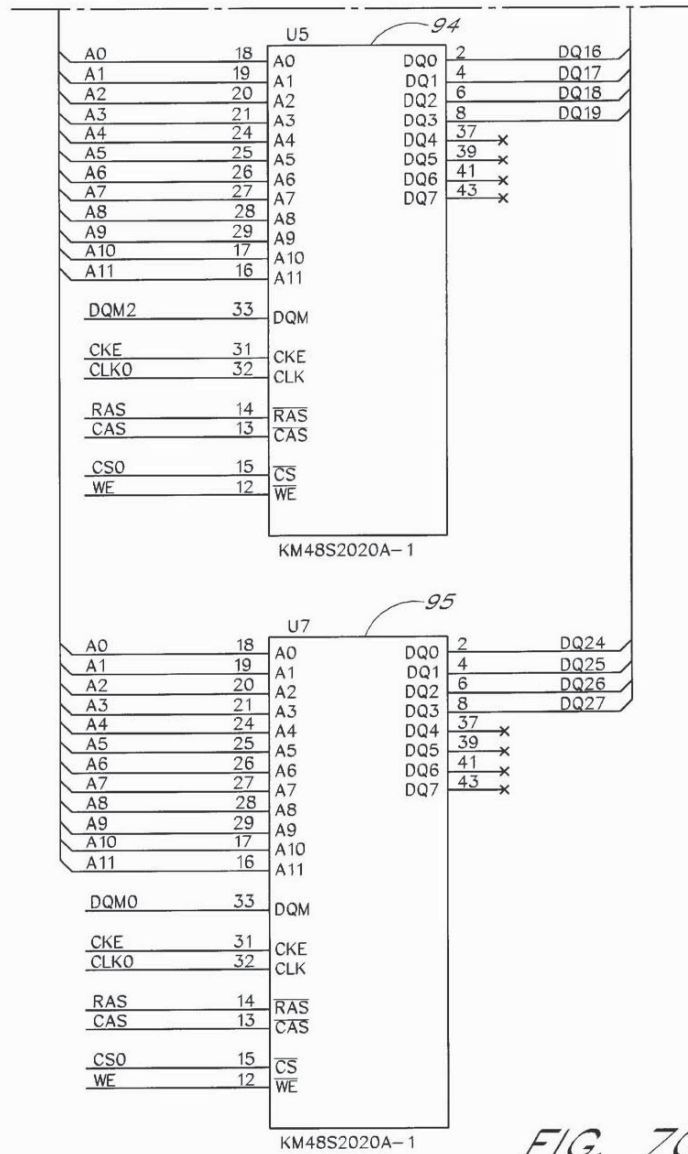 U5 94
A0 18 A0 DQ0 2 DQ16
A1 19 A1 DQ1 4 DQ17
A2 20 A2 DQ2 6 DQ18
A3 21 A3 DQ3 8 DQ19
A4 24 A4 DQ4 37
A5 25 A5 DQ5 39
A6 26 A6 DQ6 41
A7 27 A7 DQ7 43
A8 28 A8
A9 29 A9
A10 17 A10
A11 16 A11
DQM2 33 DQM
CKE 31 CKE
CLK0 32 CLK
RAS 14 RAS
CAS 13 CAS
CS0 15 CS
WE 12 WE
KM48S2020A-1
U7 95
A0 18 A0 DQ0 2 DQ24
A1 19 A1 DQ1 4 DQ25
A2 20 A2 DQ2 6 DQ26
A3 21 A3 DQ3 8 DQ27
A4 24 A4 DQ4 37
A5 25 A5 DQ5 39
A6 26 A6 DQ6 41
A7 27 A7 DQ7 43
A8 28 A8
A9 29 A9
A10 17 A10
A11 16 A11
DQM0 33 DQM
CKE 31 CKE
CLK0 32 CLK
RAS 14 RAS
CAS 13 CAS
CS0 15 CS
WE 12 WE
KM48S2020A-1
FIG.